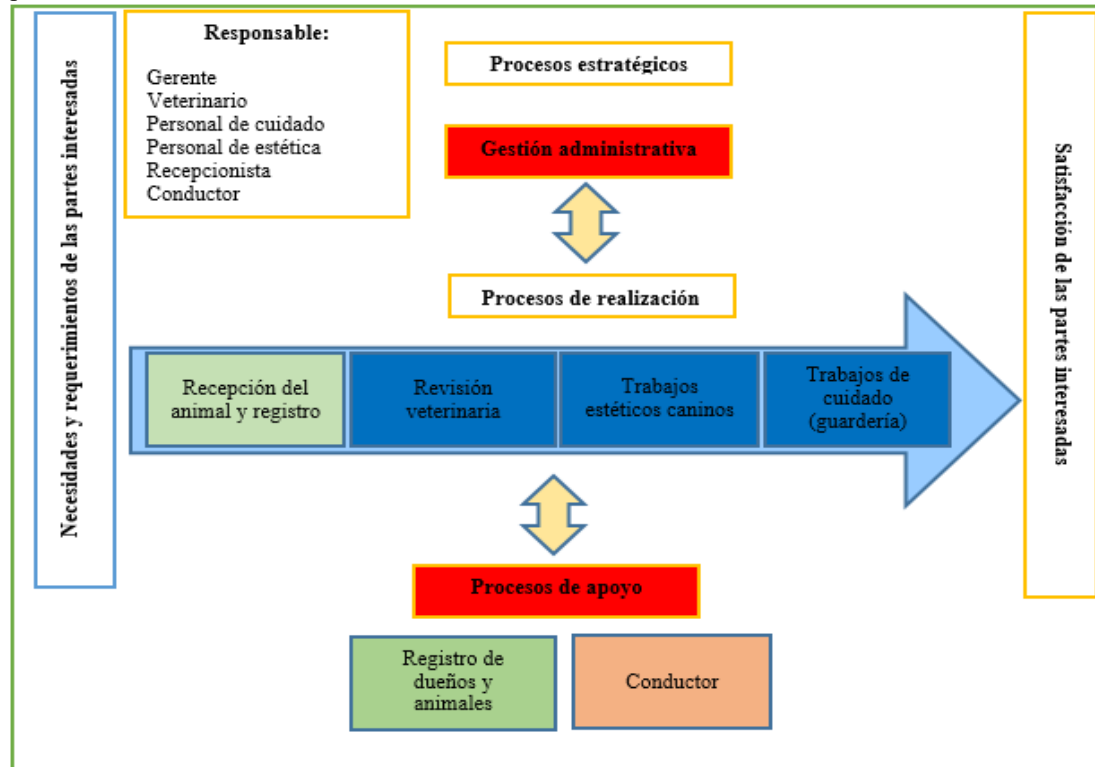 Necesidades y requerimientos de las partes interesadas
Responsable:
Gerente
Veterinario
Personal de cuidado
Personal de estética
Recepcionista
Conductor
Procesos estratégicos
Gestión administrativa
Procesos de realización
Recepción del
animal y registro
Revisión
veterinaria
Trabajos
estéticos caninos
Trabajos de
cuidado
(guardería)
Procesos de apoyo
Registro de
dueños y
animales
Conductor
Satisfacción de las partes interesadas